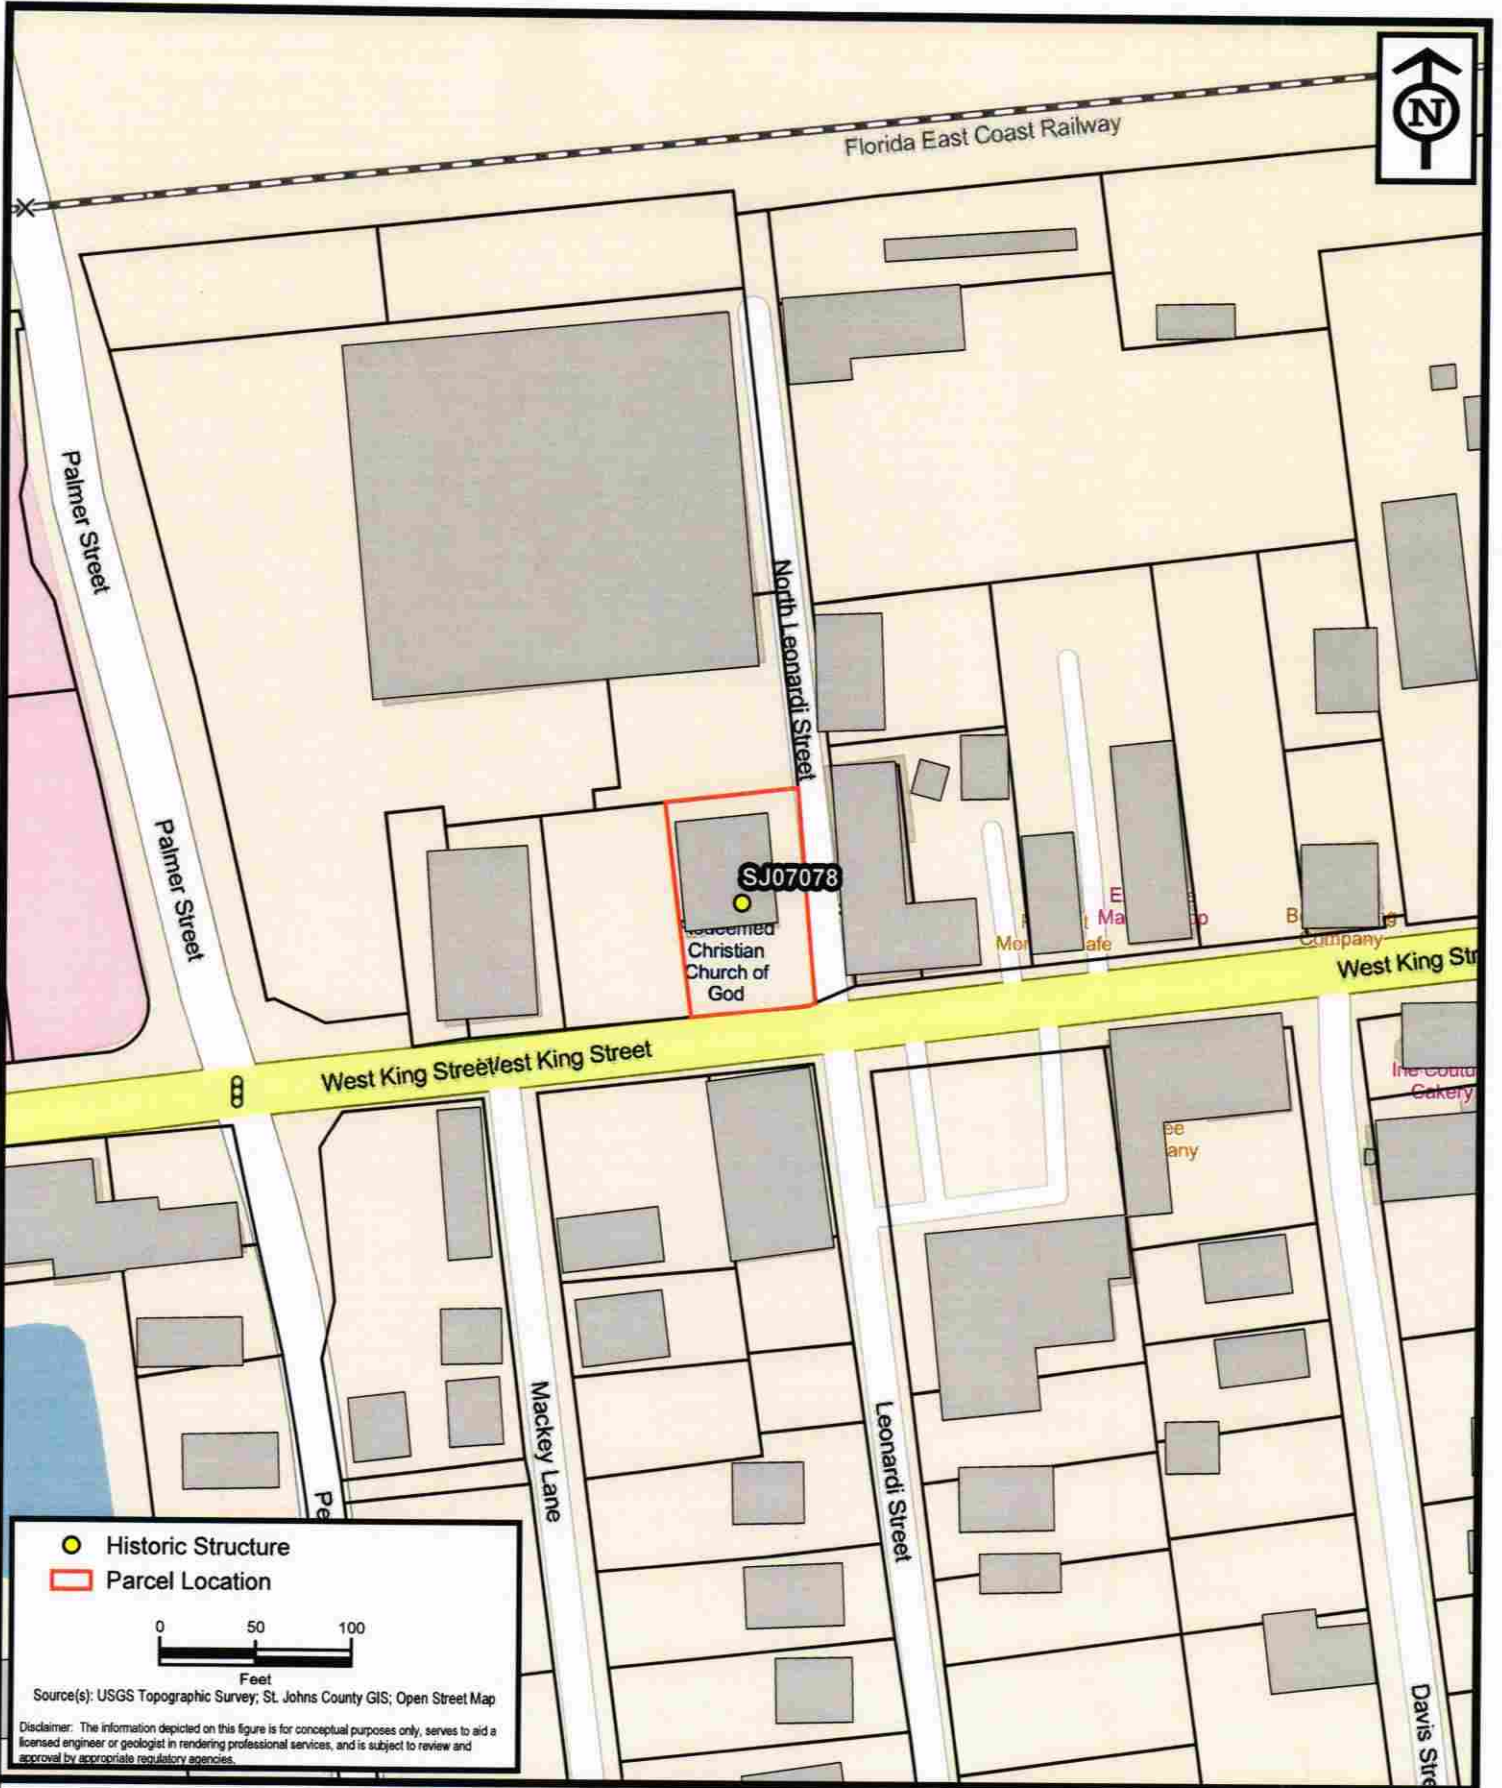 N
Florida East Coast Railway
Palmer Street
North Leonardi Street
Palmer Street
SJ07078
Christian
Church of
God
Company
West King
West King Street
West King Street
Cakery
Mackey Lane
Leonardi Street
Davis
Historic Structure
Parcel Location
0 50 100
Feet
Source(s): USGS Topographic Survey; St. Johns County GIS; Open Street Map
Disclaimer: The information depicted on this figure is for conceptual purposes only, serves to aid a
licensed engineer or geologist in rendering professional services, and is subject to review and
approval by appropriate regulatory agencies.